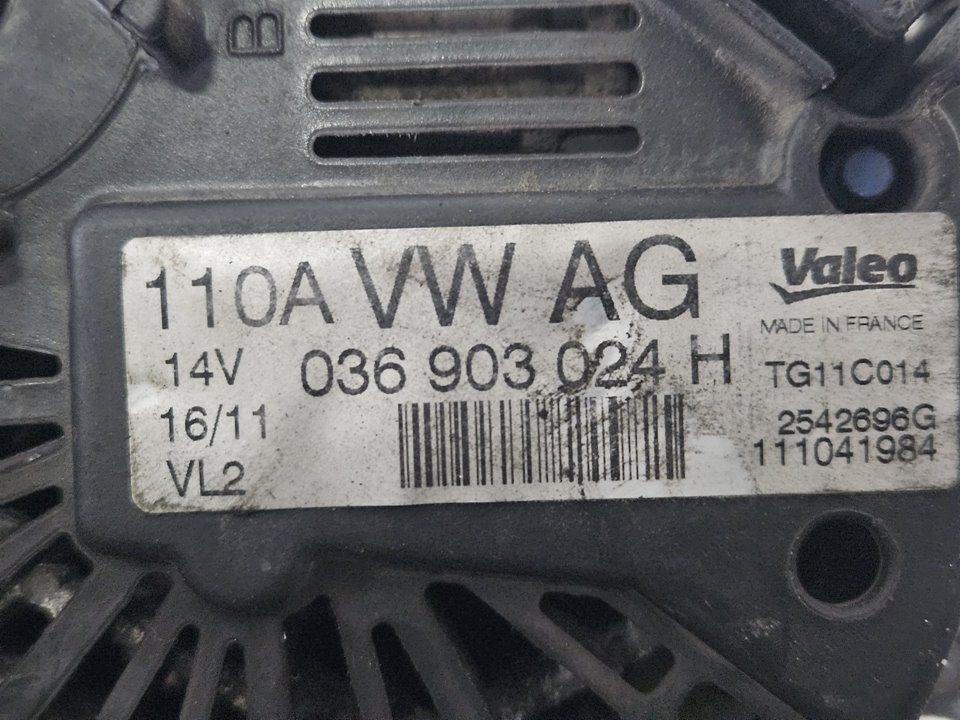 B
110A VW AG
Valeo
MADE IN FRANCE
14V 036 903 024 H TG11C014
16/11 2542696G
111041984
VL2